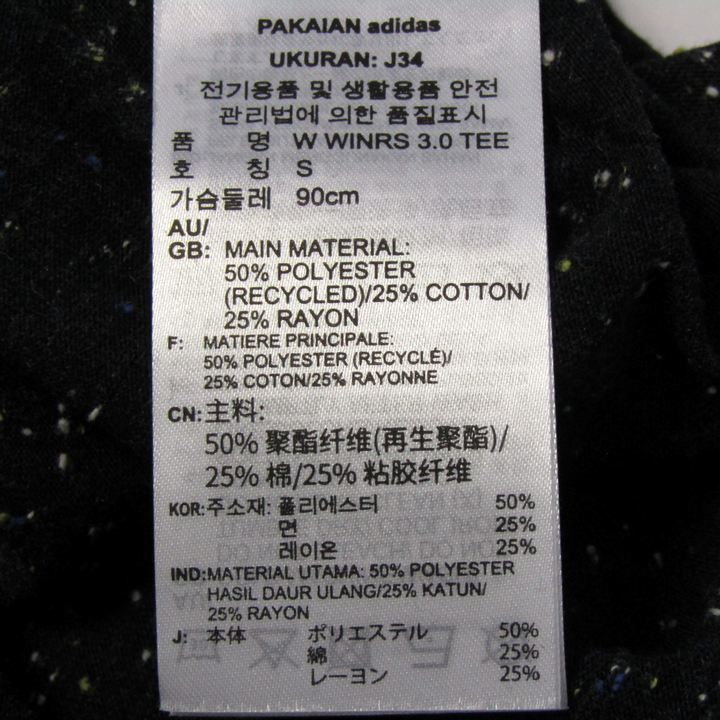 PAKAIAN adidas
UKURAN: J34
전기용품 및 생활용품 안전
관리법에 의한 품질표시
품 명 W WINRS 3.0 TEE
호 칭 S
가슴둘레 90cm
AU/
GB: MAIN MATERIAL:
50% POLYESTER
(RECYCLED)/25% COTTON/
25% RAYON
F: MATIERE PRINCIPALE:
50% POLYESTER (RECYCLÉ)/
25% COTON/25% RAYONNE
CN: 主料:
50% 聚酯纤维(再生聚酯)/
25% 棉/25% 粘胶纤维
KOR: 주소재: 폴리에스터 50%
면 25%
레이온 25%
IND: MATERIAL UTAMA: 50% POLYESTER
HASIL DAUR ULANG/25% KATUN/
25% RAYON
J: 本体 ポリエステル 50%
綿 25%
レーヨン 25%